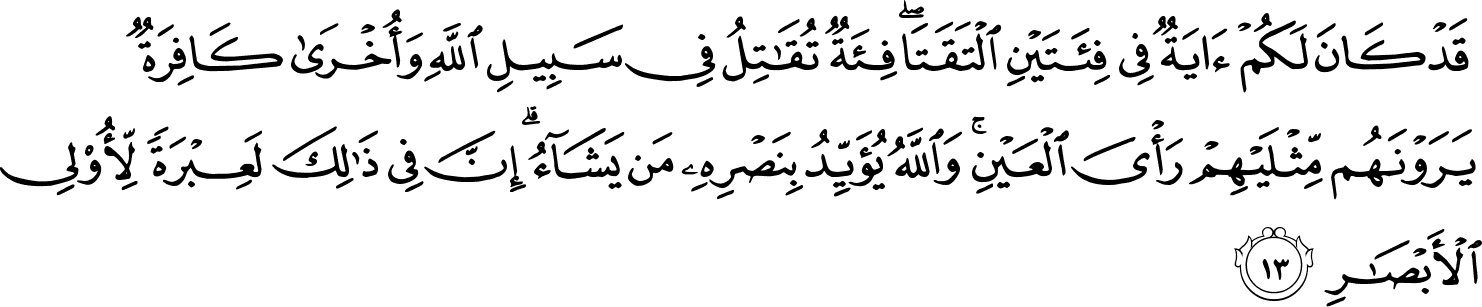 قَدْ كَانَ لَكُمْ ءَايَةٌ فِى فِئَتَيْنِ ٱلْتَقَتَا ۖ فِئَةٌ تُقَـٰتِلُ فِى سَبِيلِ ٱللَّهِ وَأُخْرَىٰ كَافِرَةٌ
يَرَوْنَهُم مِّثْلَيْهِمْ رَأْىَ ٱلْعَيْنِ ۚ وَٱللَّهُ يُؤَيِّدُ بِنَصْرِهِۦ مَن يَشَآءُ ۗ إِنَّ فِى ذَٰلِكَ لَعِبْرَةً لِّأُو۟لِى
ٱلْأَبْصَـٰرِ ١٣